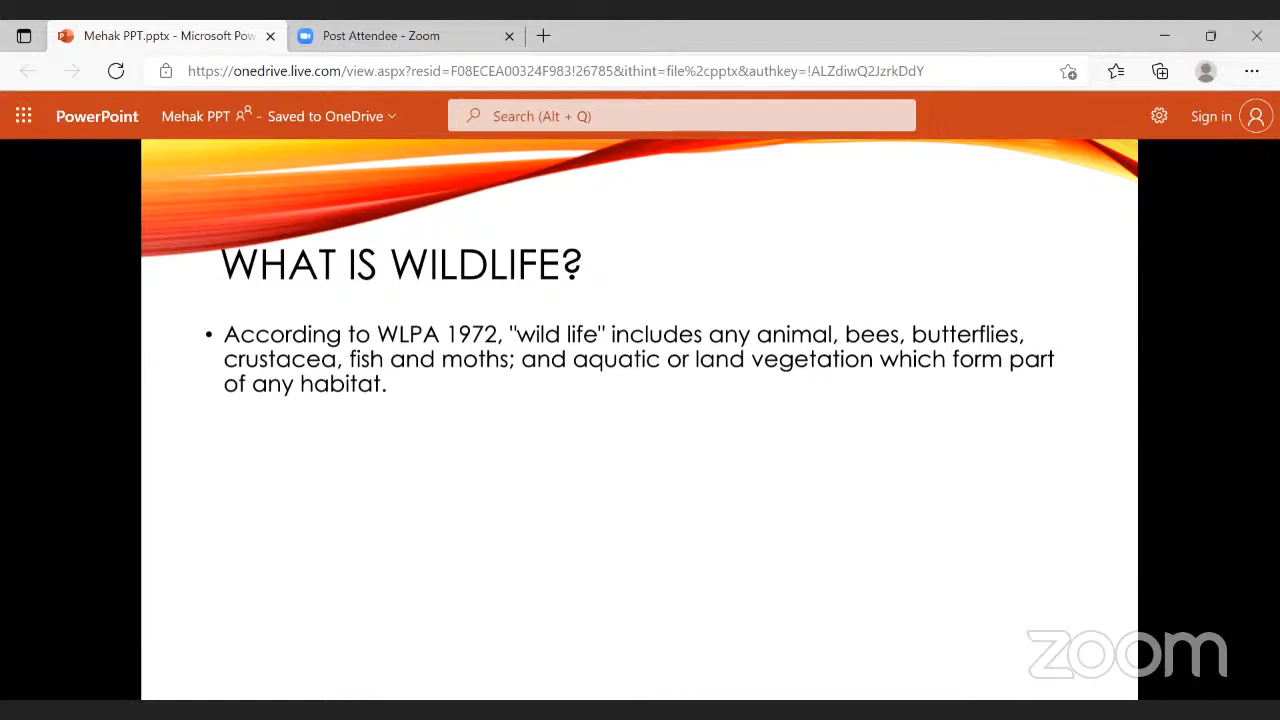 Mehak PPT.pptx - Microsoft Pow
Post Attendee - Zoom
https://onedrive.live.com/view.aspx?resid=F08ECEA00324F983!26785&ithint=file%2cpptx&authkey=!ALZdiwQ2JzrkDdY
PowerPoint Mehak PPT - Saved to OneDrive Search (Alt + Q) Sign in
WHAT IS WILDLIFE?
• According to WLPA 1972, "wild life" includes any animal, bees, butterflies,
crustacea, fish and moths; and aquatic or land vegetation which form part
of any habitat.
zoom